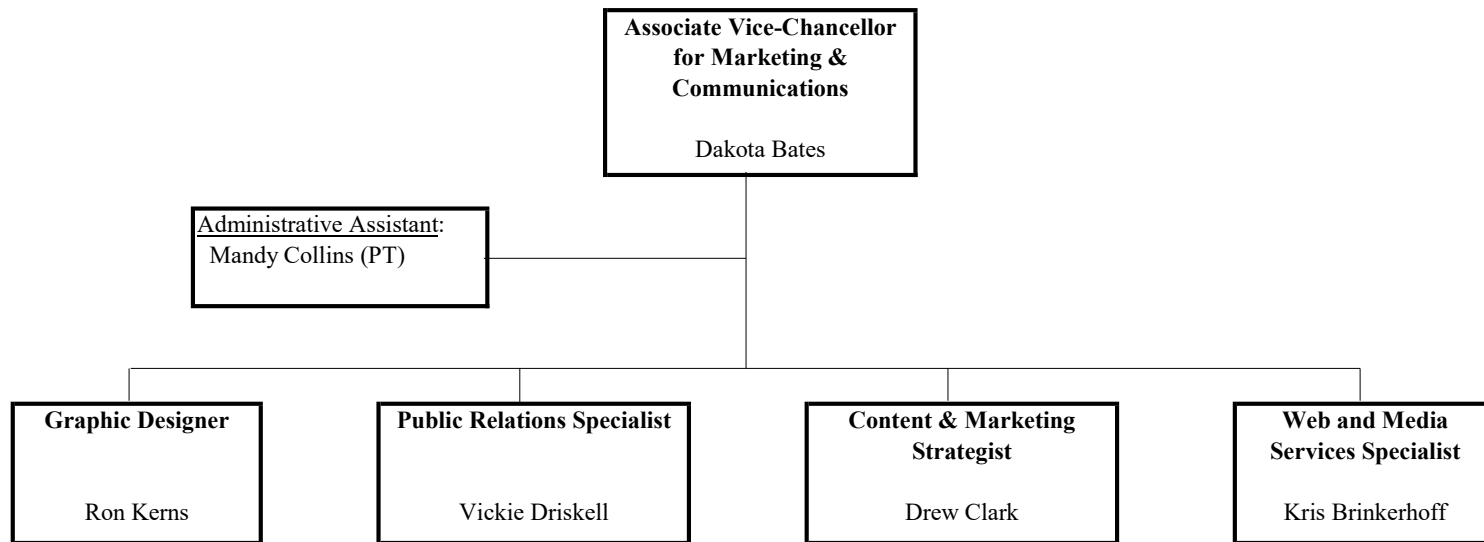 Associate Vice-Chancellor
for Marketing &
Communications
Dakota Bates
Administrative Assistant:
Mandy Collins (PT)
Graphic Designer
Ron Kerns
Public Relations Specialist
Vickie Driskell
Content & Marketing
Strategist
Drew Clark
Web and Media
Services Specialist
Kris Brinkerhoff